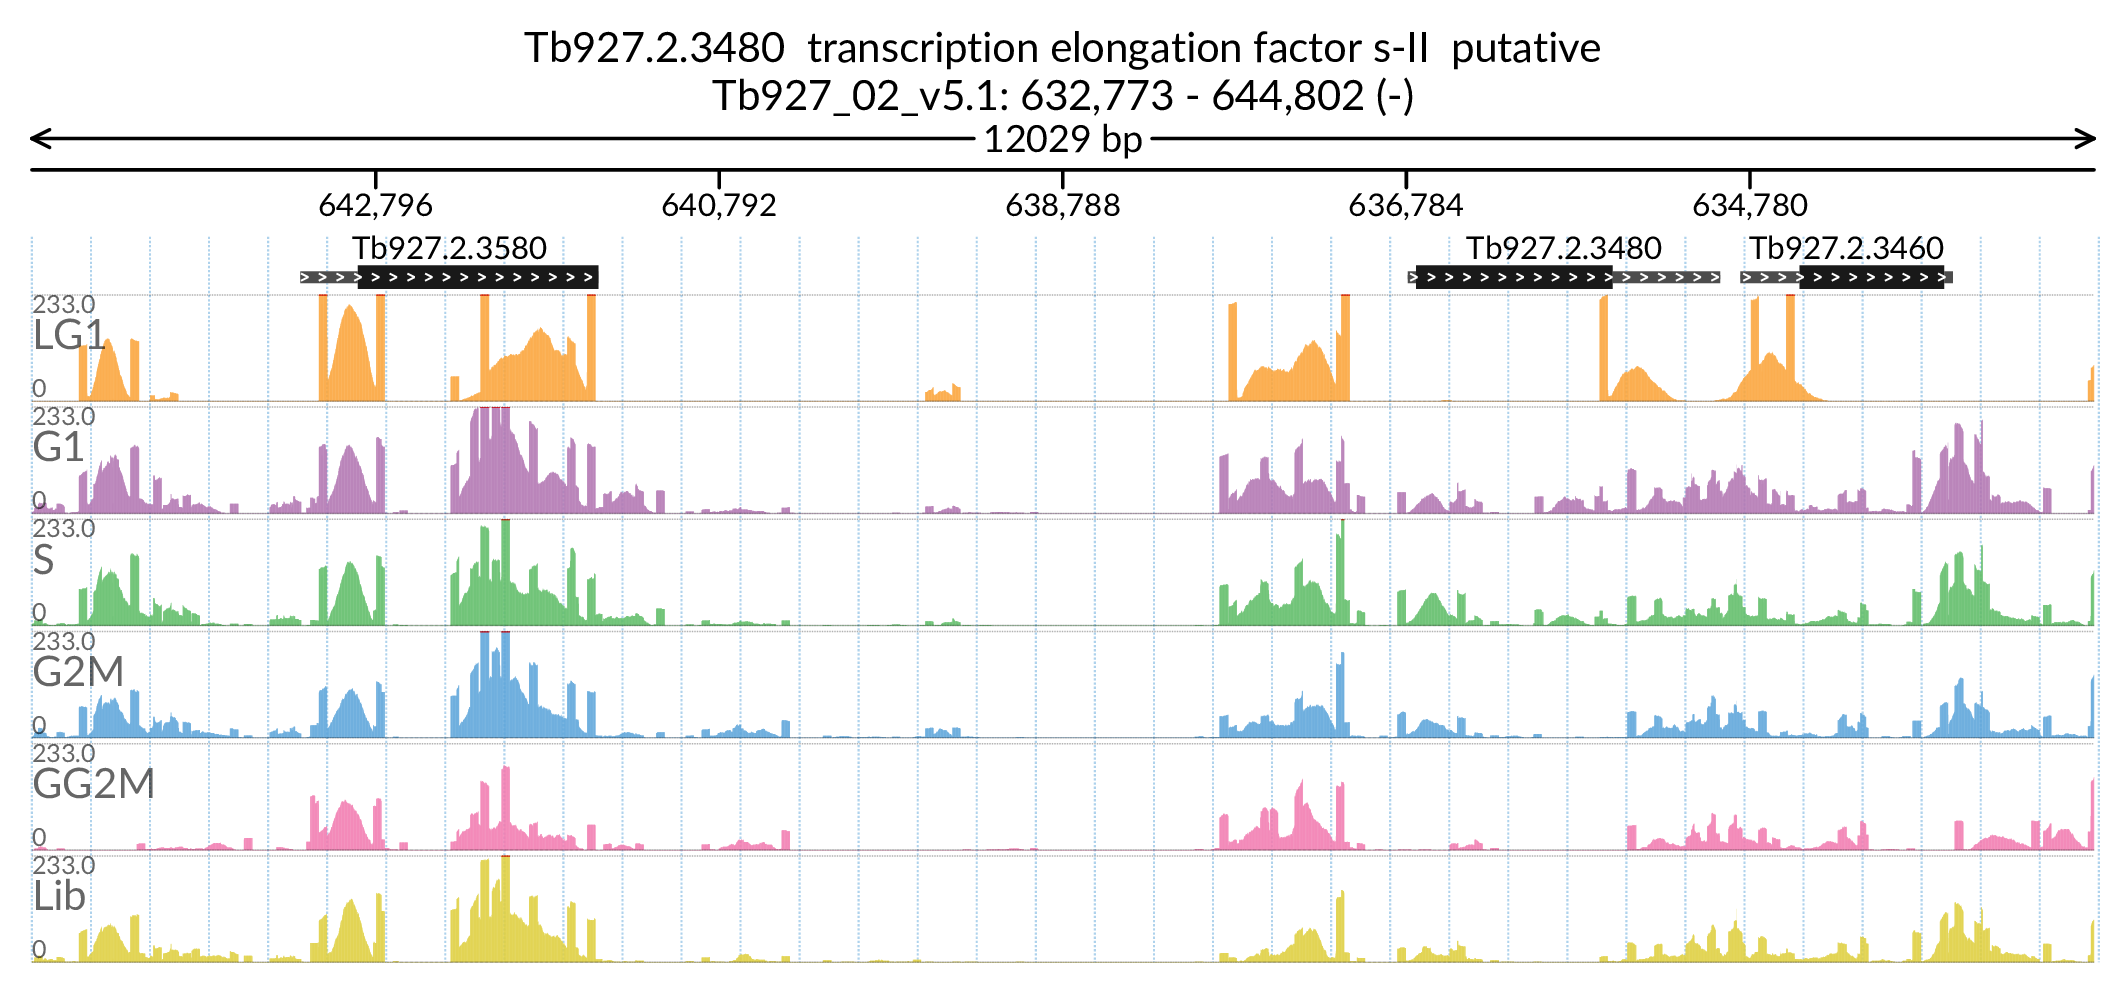 Tb927.2.3480  transcription elongation factor s-II  putative
Tb927_02_v5.1: 632,773 - 644,802 (-)
12029 bp
642,796 640,792 638,788 636,784 634,780
Tb927.2.3580 Tb927.2.3480 Tb927.2.3460
233.0
LG1
0
233.0
G1
0
233.0
S
0
233.0
G2M
0
233.0
GG2M
0
233.0
Lib
0